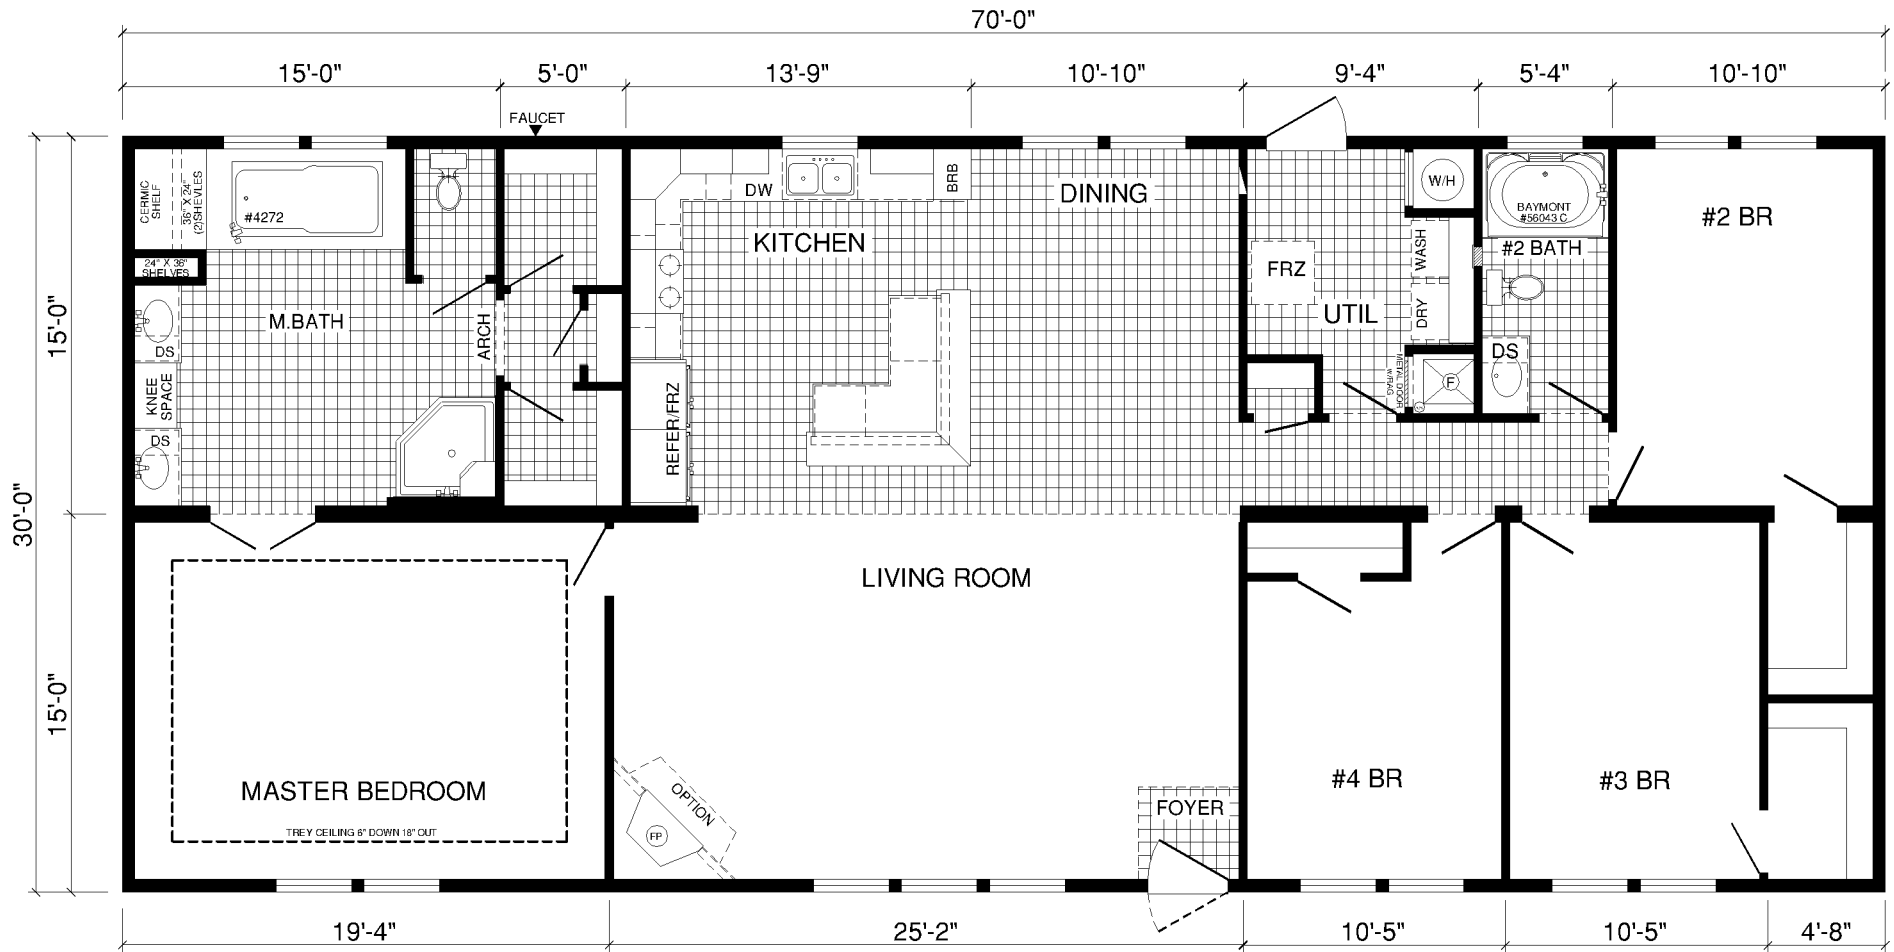 70'-0"
15'-0"
5'-0"
13'-9"
10'-10"
9'-4"
5'-4"
10'-10"
FAUCET
CERMIC
SHELF
36" X 24"
(2)SHEVLES
#4272
24" X 36"
SHELVES
M.BATH
DS
KNEE
SPACE
DS
ARCH
DW
BRB
KITCHEN
DINING
REFER/FRZ
FRZ
UTIL
W/H
WASH
DRY
METAL DOOR
W/RAG
F
BAYMONT
#56043 C
#2 BATH
DS
#2 BR
30'-0"
15'-0"
15'-0"
MASTER BEDROOM
TREY CEILING 6" DOWN 18" OUT
LIVING ROOM
OPTION
FP
FOYER
#4 BR
#3 BR
19'-4"
25'-2"
10'-5"
10'-5"
4'-8"